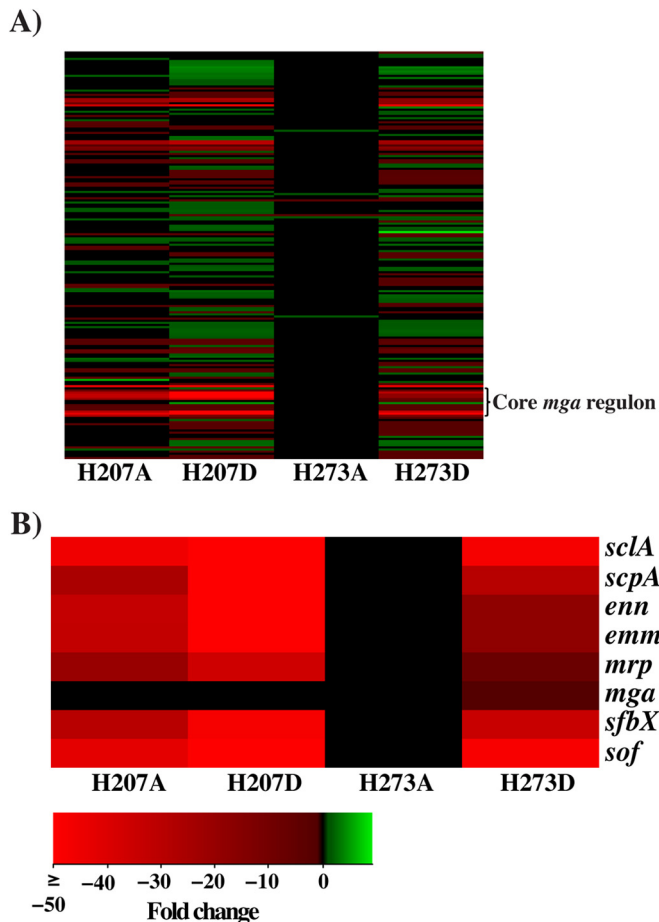 A)
Core mga regulon
H207A H207D H273A H273D
B)
sclA
scpA
enn
emm
mrp
mga
sfbX
sof
H207A H207D H273A H273D
≥ -50 -40 -30 -20 -10 0
Fold change